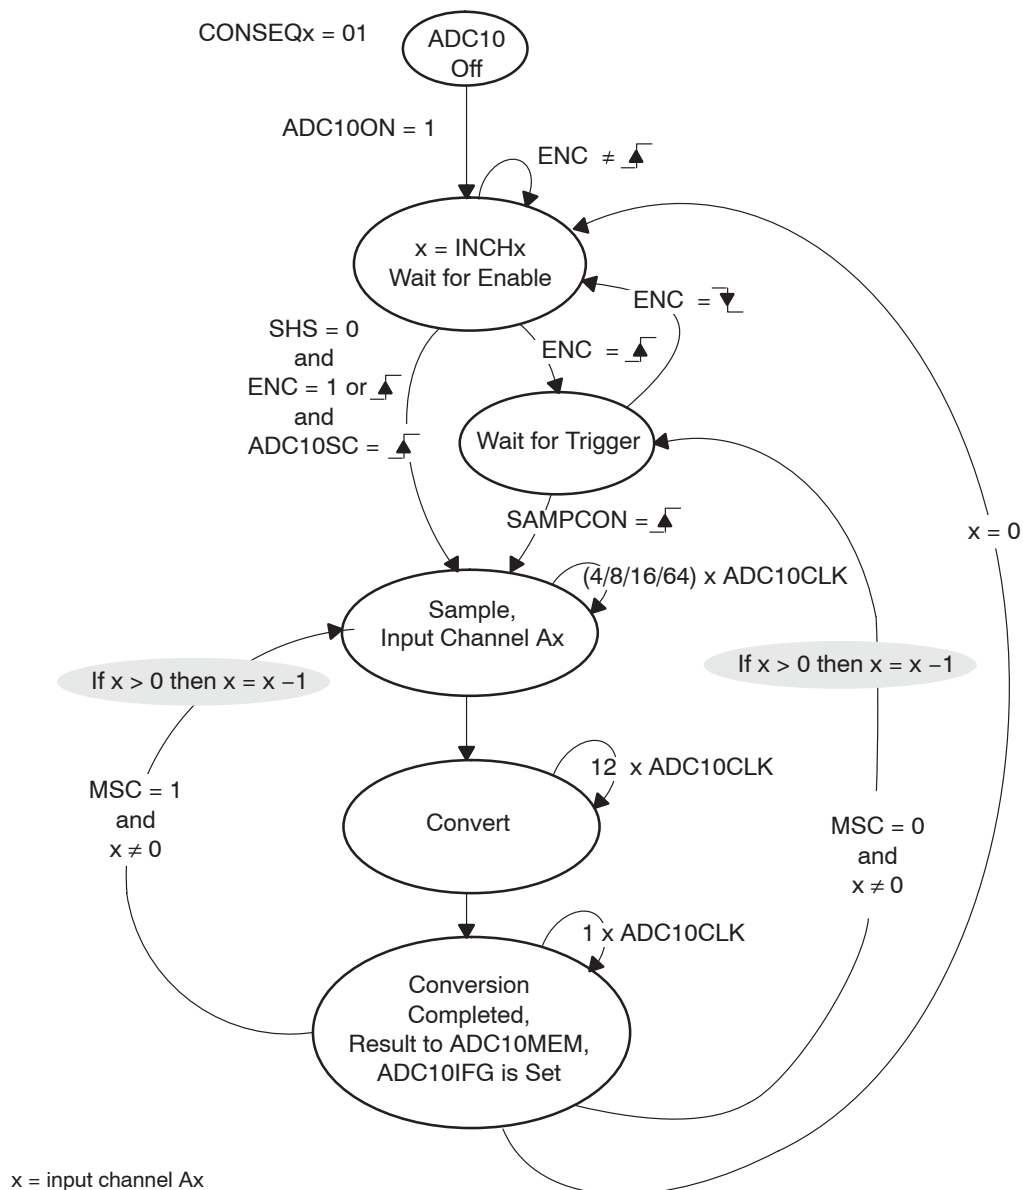 CONSEQx = 01
ADC10
Off
ADC10ON = 1
ENC ≠
x = INCHx
Wait for Enable
ENC =
SHS = 0
and
ENC = 1 or
and
ADC10SC =
ENC =
Wait for Trigger
SAMPCON =
x = 0
(4/8/16/64) x ADC10CLK
Sample,
Input Channel Ax
If x > 0 then x = x −1
If x > 0 then x = x −1
12 x ADC10CLK
MSC = 1
and
x ≠ 0
Convert
MSC = 0
and
x ≠ 0
1 x ADC10CLK
Conversion
Completed,
Result to ADC10MEM,
ADC10IFG is Set
x = input channel Ax